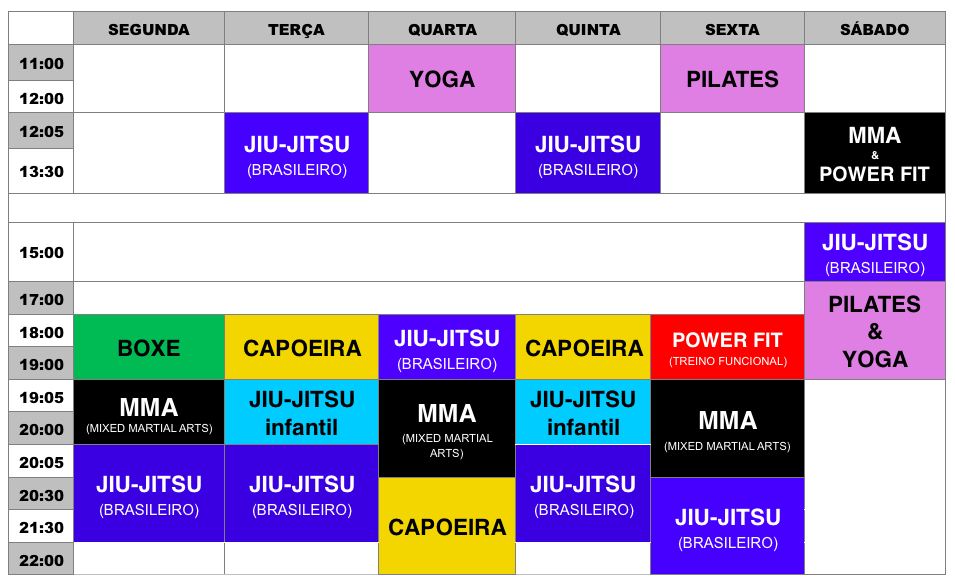 SEGUNDA TERÇA QUARTA QUINTA SEXTA SÁBADO
11:00
YOGA PILATES
12:00
12:05
JIU-JITSU JIU-JITSU MMA
(BRASILEIRO) (BRASILEIRO) &
13:30 POWER FIT
15:00 JIU-JITSU
(BRASILEIRO)
17:00 PILATES
18:00 &
BOXE CAPOEIRA JIU-JITSU CAPOEIRA POWER FIT
19:00 (BRASILEIRO) (TREINO FUNCIONAL) YOGA
19:05 MMA JIU-JITSU MMA JIU-JITSU MMA
20:00 (MIXED MARTIAL ARTS) infantil (MIXED MARTIAL infantil (MIXED MARTIAL ARTS)
ARTS)
20:05
20:30 JIU-JITSU JIU-JITSU JIU-JITSU
(BRASILEIRO) (BRASILEIRO) (BRASILEIRO)
21:30 CAPOEIRA JIU-JITSU
(BRASILEIRO)
22:00